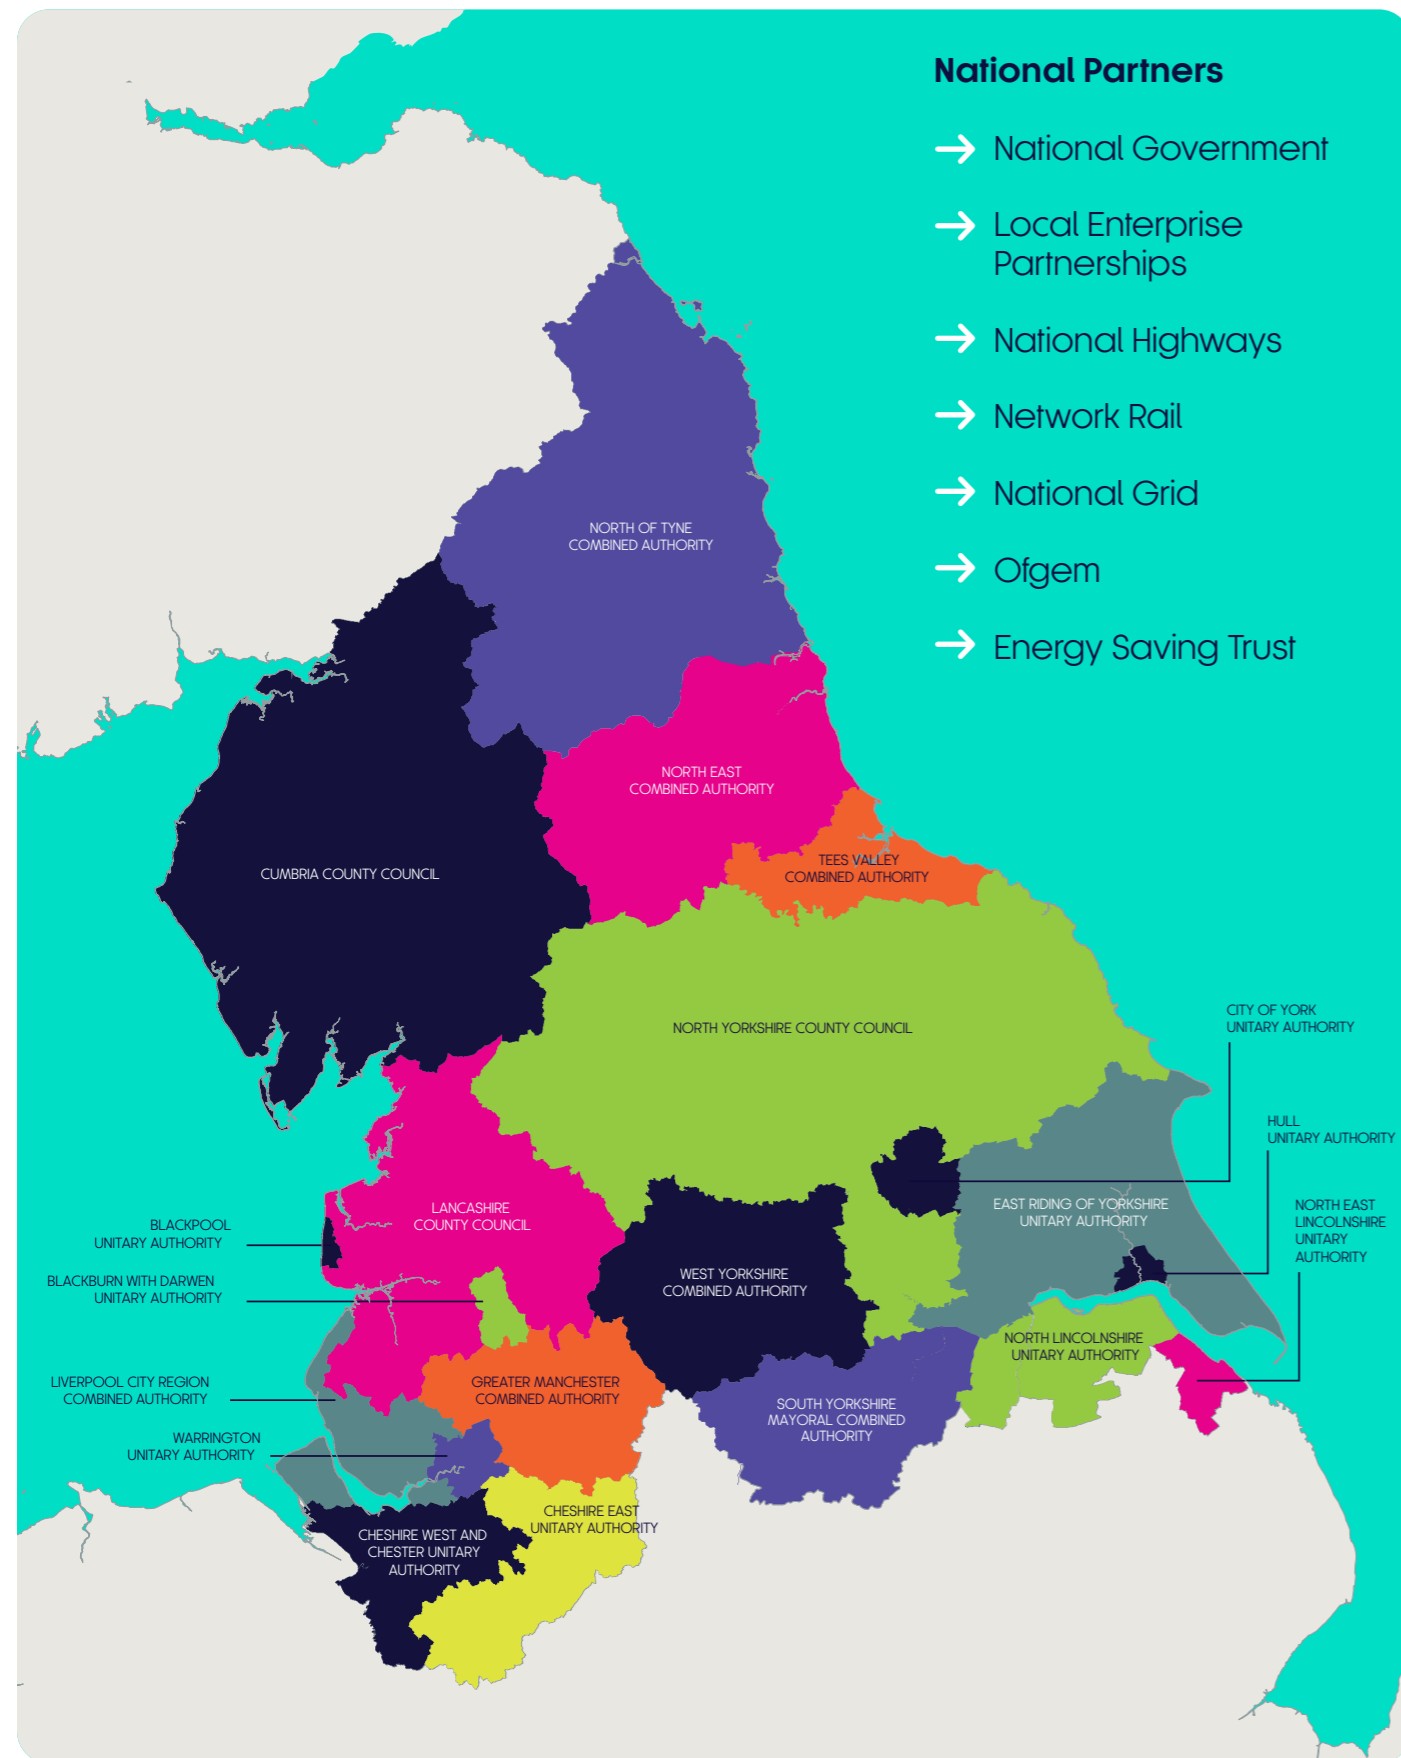 National Partners
National Government
Local Enterprise
Partnerships
National Highways
Network Rail
National Grid
Ofgem
Energy Saving Trust
NORTH OF TYNE
COMBINED AUTHORITY
NORTH EAST
COMBINED AUTHORITY
TEES VALLEY
COMBINED AUTHORITY
CUMBRIA COUNTY COUNCIL
NORTH YORKSHIRE COUNTY COUNCIL
CITY OF YORK
UNITARY AUTHORITY
HULL
UNITARY AUTHORITY
EAST RIDING OF YORKSHIRE
UNITARY AUTHORITY
NORTH EAST
LINCOLNSHIRE
UNITARY
AUTHORITY
LANCASHIRE
COUNTY COUNCIL
BLACKPOOL
UNITARY AUTHORITY
BLACKBURN WITH DARWEN
UNITARY AUTHORITY
WEST YORKSHIRE
COMBINED AUTHORITY
NORTH LINCOLNSHIRE
UNITARY AUTHORITY
LIVERPOOL CITY REGION
COMBINED AUTHORITY
GREATER MANCHESTER
COMBINED AUTHORITY
SOUTH YORKSHIRE
MAYORAL COMBINED
AUTHORITY
WARRINGTON
UNITARY AUTHORITY
CHESHIRE EAST
UNITARY AUTHORITY
CHESHIRE WEST AND
CHESTER UNITARY
AUTHORITY